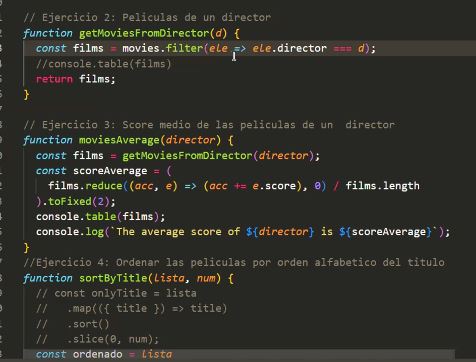 // Ejercicio 2: Peliculas de un director
function getMoviesFromDirector(d) {
const films = movies.filter(ele => ele.director === d);
//console.table(films)
return films;
}
// Ejercicio 3: Score medio de las peliculas de un  director
function moviesAverage(director) {
const films = getMoviesFromDirector(director);
const scoreAverage = (
films.reduce((acc, e) => (acc += e.score), 0) / films.length
).toFixed(2);
console.table(films);
console.log(`The average score of ${director} is ${scoreAverage}`);
}
//Ejercicio 4: Ordenar las peliculas por orden alfabetico del titulo
function sortByTitle(lista, num) {
// const onlyTitle = lista
//   .map(({ title }) => title)
//   .sort()
//   .slice(0, num);
const ordenado = lista